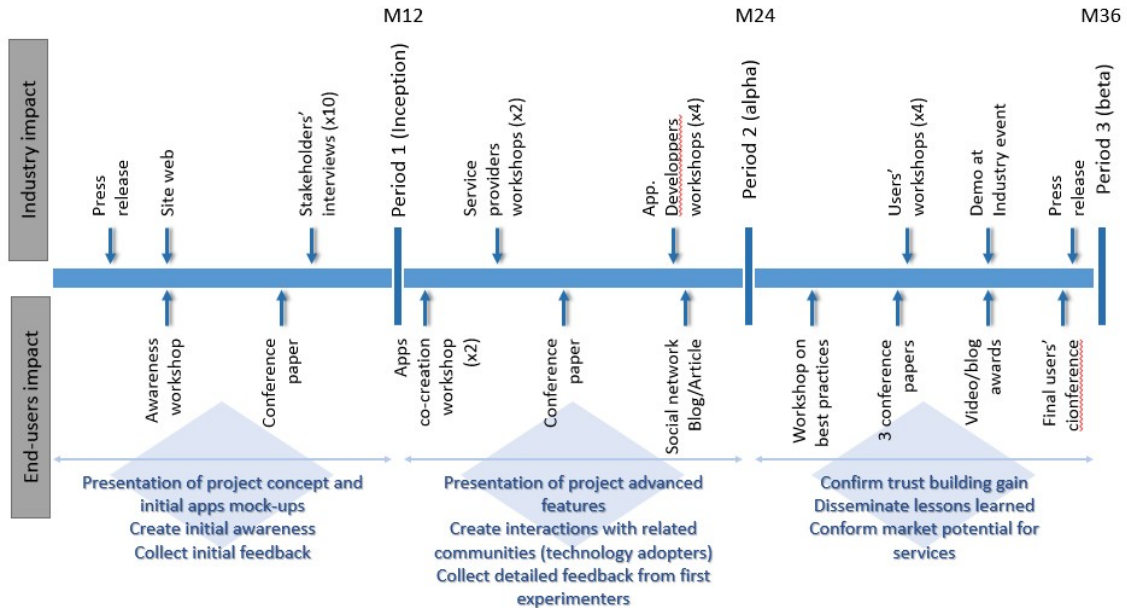 M12
M24
M36
Industry impact
Press
release
Site web
Stakeholders'
interviews (x10)
Period 1 (Inception)
Service
providers
workshops (x2)
App.
Developpers
workshops (x4)
Period 2 (alpha)
Users'
workshops (x4)
Demo at
Industry event
Press
release
Period 3 (beta)
End-users impact
Awareness
workshop
Conference
paper
Apps
co-creation
workshop
(x2)
Conference
paper
Social network
Blog/Article
Workshop on
best practices
3 conference
papers
Video/blog
awards
Final users'
cionference
Presentation of project concept and
initial apps mock-ups
Create initial awareness
Collect initial feedback
Presentation of project advanced
features
Create interactions with related
communities (technology adopters)
Collect detailed feedback from first
experimenters
Confirm trust building gain
Disseminate lessons learned
Conform market potential for
services